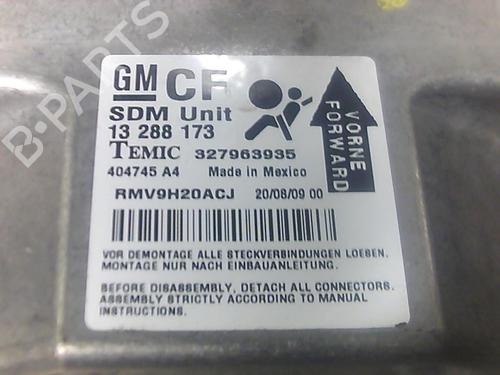 B-PARTS
GM CF
SDM Unit
13 288 173
TEMIC 327963935
404745 A4 Made in Mexico
RMV9H20ACJ 20/08/09 00
VORNE
FORWARD
VOR DEMONTAGE ALLE STECKVERBINDUNGEN LOESEN.
MONTAGE NUR NACH EINBAUANLEITUNG.
BEFORE DISASSEMBLY, DETACH ALL CONNECTORS.
ASSEMBLY STRICTLY ACCORDING TO MANUAL
INSTRUCTIONS.